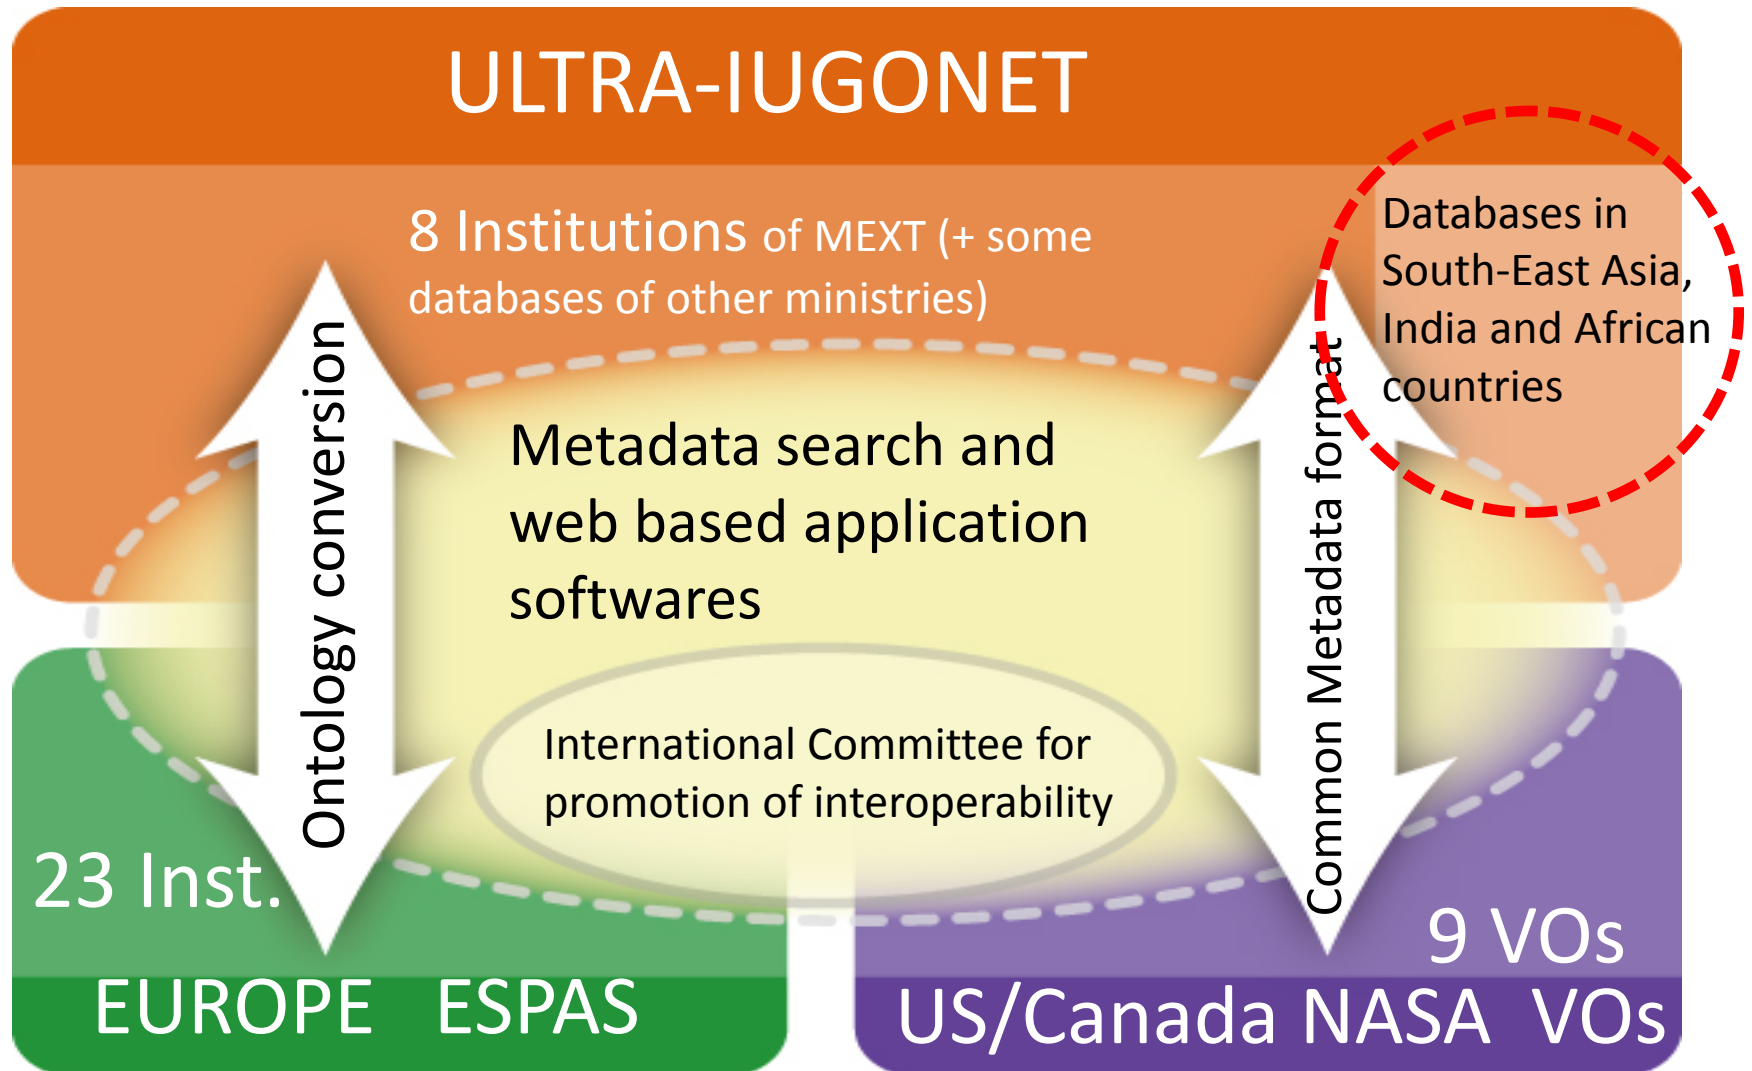 ULTRA-IUGONET
8 Institutions of MEXT (+ some
databases of other ministries)
Databases in
South-East Asia,
India and African
countries
Ontology conversion
Common Metadata format
Metadata search and
web based application
softwares
International Committee for
promotion of interoperability
23 Inst.
9 VOs
EUROPE ESPAS
US/Canada NASA VOs